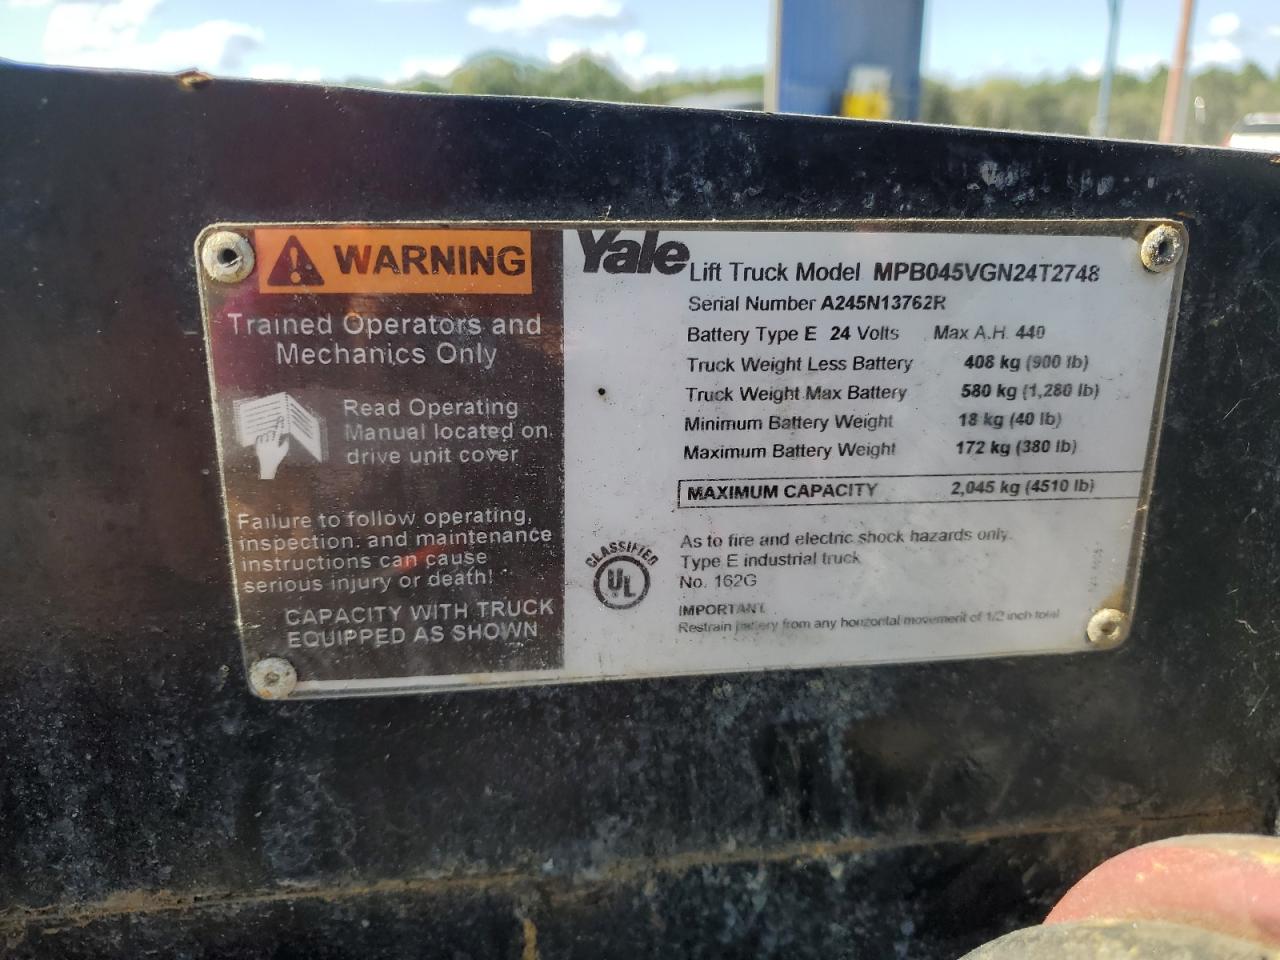 WARNING
Trained Operators and
Mechanics Only
Read Operating
Manual located on
drive unit cover
Failure to follow operating,
inspection, and maintenance
instructions can cause
serious injury or death!
CAPACITY WITH TRUCK
EQUIPPED AS SHOWN
Yale Lift Truck Model MPB045VGN24T2748
Serial Number A245N13762R
Battery Type E 24 Volts Max A.H. 440
Truck Weight Less Battery 408 kg (900 lb)
Truck Weight Max Battery 580 kg (1,280 lb)
Minimum Battery Weight 18 kg (40 lb)
Maximum Battery Weight 172 kg (380 lb)
MAXIMUM CAPACITY 2,045 kg (4510 lb)
CLASSIFIED
UL
As to fire and electric shock hazards only.
Type E industrial truck
No. 162G
IMPORTANT
Restrain battery from any horizontal movement of 1/2 inch total